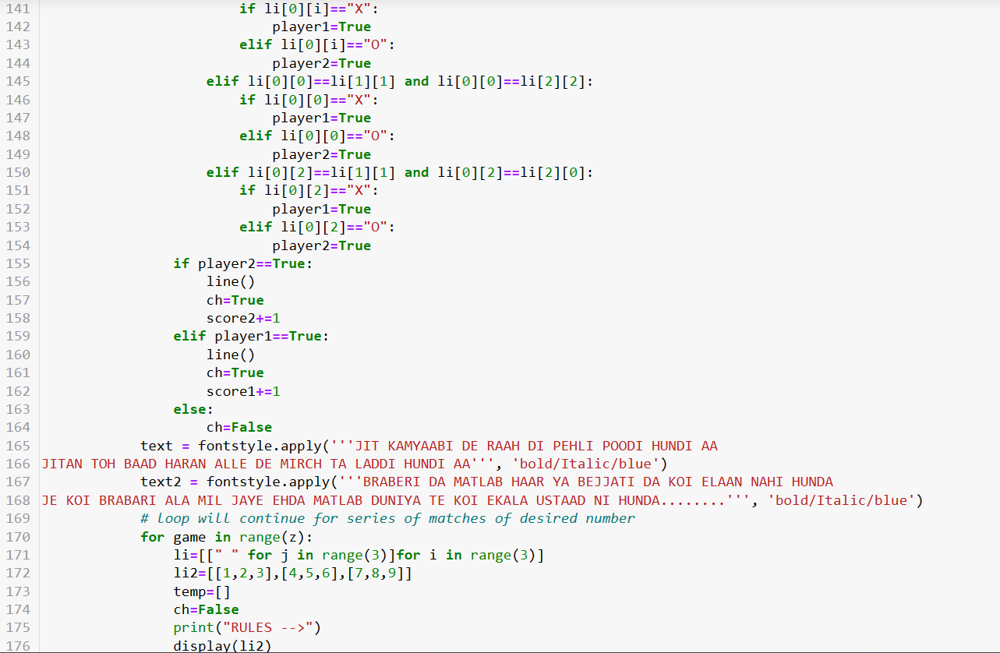 141                         if li[0][i]=="X":
142                             player1=True
143                         elif li[0][i]=="O":
144                             player2=True
145                     elif li[0][0]==li[1][1] and li[0][0]==li[2][2]:
146                         if li[0][0]=="X":
147                             player1=True
148                         elif li[0][0]=="O":
149                             player2=True
150                     elif li[0][2]==li[1][1] and li[0][2]==li[2][0]:
151                         if li[0][2]=="X":
152                             player1=True
153                         elif li[0][2]=="O":
154                             player2=True
155                 if player2==True:
156                     line()
157                     ch=True
158                     score2+=1
159                 elif player1==True:
160                     line()
161                     ch=True
162                     score1+=1
163                 else:
164                     ch=False
165             text = fontstyle.apply('''JIT KAMYAABI DE RAAH DI PEHLI POODI HUNDI AA
166 JITAN TOH BAAD HARAN ALLE DE MIRCH TA LADDI HUNDI AA''', 'bold/Italic/blue')
167             text2 = fontstyle.apply('''BRABERI DA MATLAB HAAR YA BEJJATI DA KOI ELAAN NAHI HUNDA
168 JE KOI BRABARI ALA MIL JAYE EHDA MATLAB DUNIYA TE KOI EKALA USTAAD NI HUNDA........''', 'bold/Italic/blue')
169             # loop will continue for series of matches of desired number
170             for game in range(z):
171                 li=[[" " for j in range(3)]for i in range(3)]
172                 li2=[[1,2,3],[4,5,6],[7,8,9]]
173                 temp=[]
174                 ch=False
175                 print("RULES -->")
176                 display(li2)